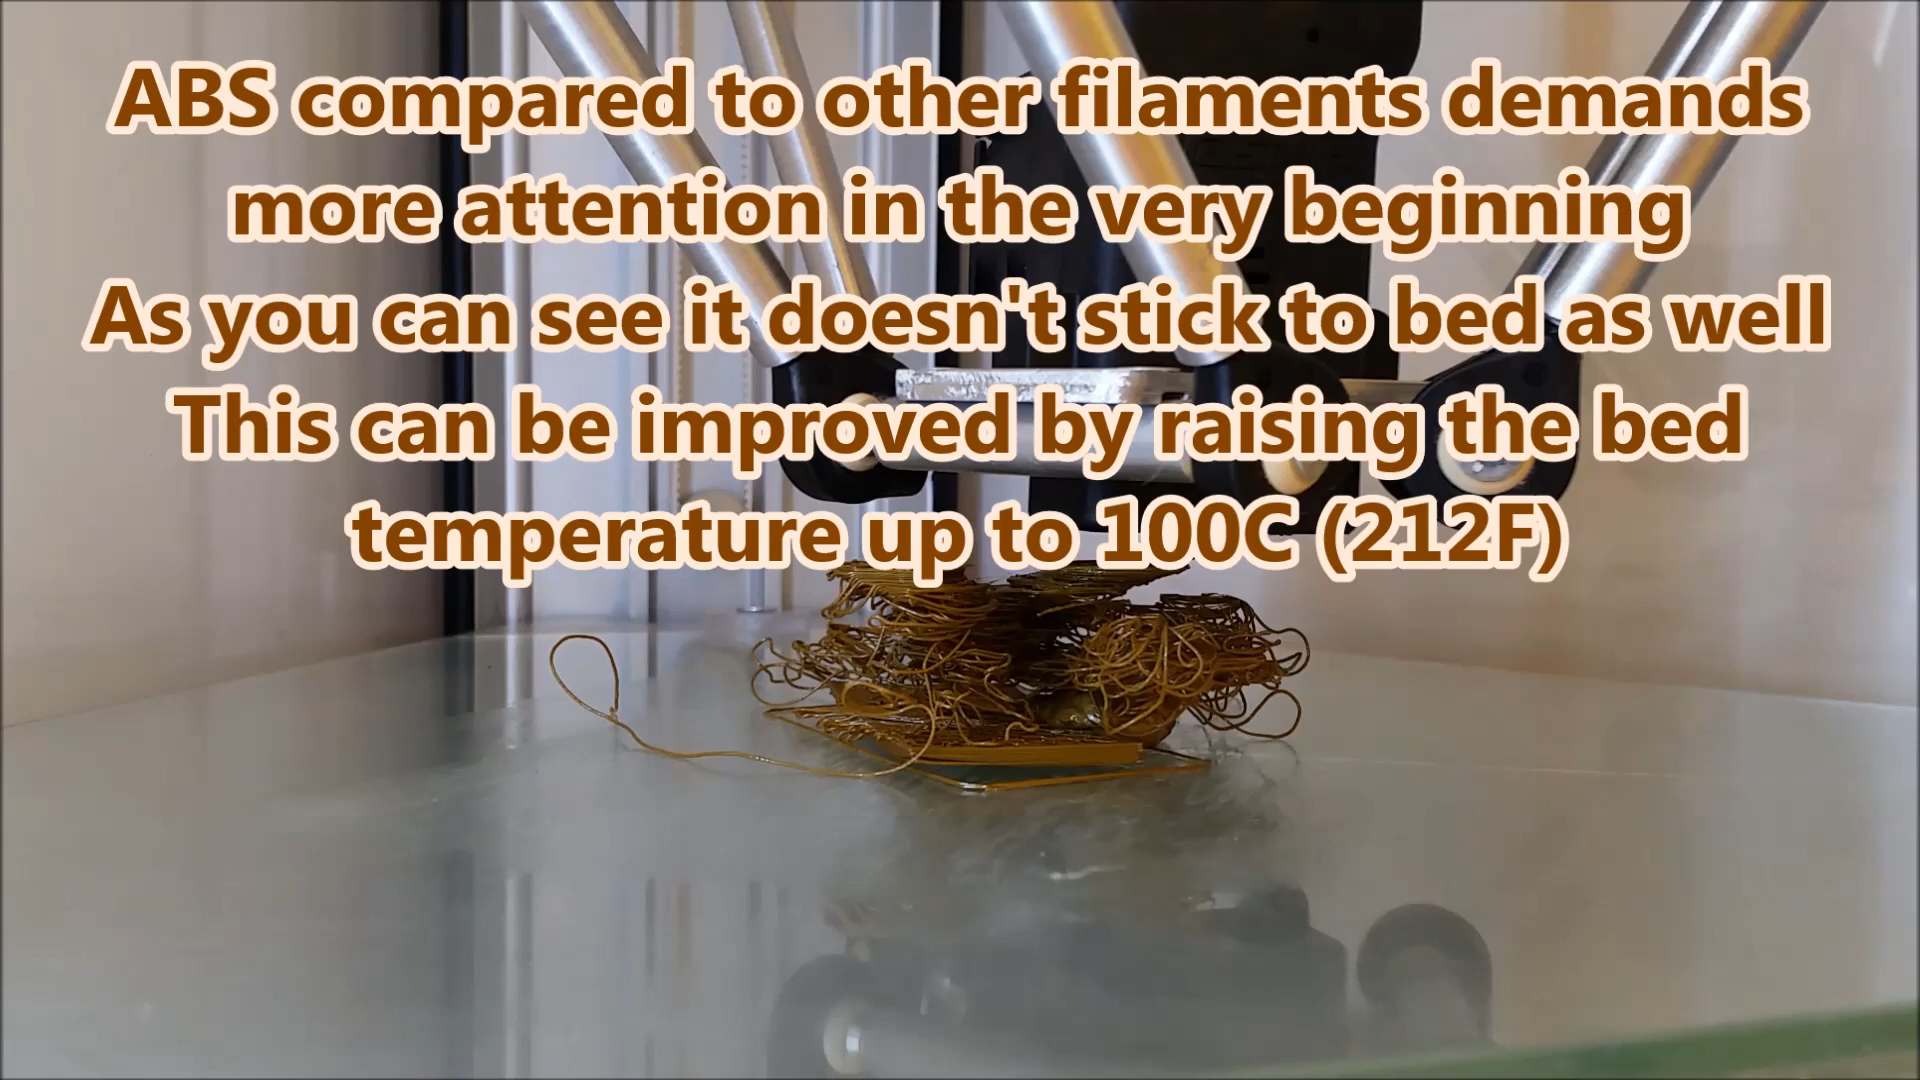 ABS compared to other filaments demands
more attention in the very beginning
As you can see it doesn't stick to bed as well
This can be improved by raising the bed
temperature up to 100C (212F)